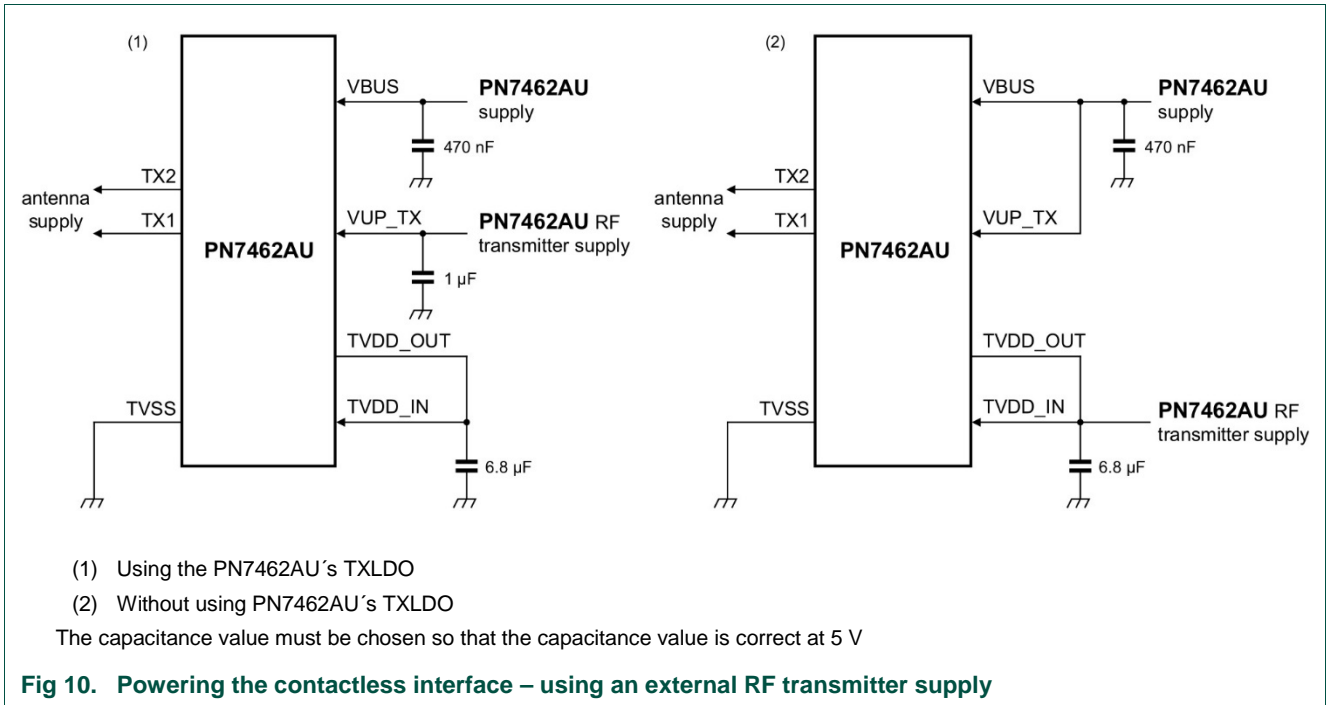 (1)
VBUS
PN7462AU
supply
470 nF
TX2
antenna
supply
TX1
VUP_TX
PN7462AU RF
transmitter supply
PN7462AU
1 µF
TVDD_OUT
TVSS
TVDD_IN
6.8 µF
(2)
VBUS
PN7462AU
supply
470 nF
TX2
antenna
supply
TX1
VUP_TX
PN7462AU
TVDD_OUT
TVSS
TVDD_IN
PN7462AU RF
transmitter supply
6.8 µF
(1) Using the PN7462AU´s TXLDO
(2) Without using PN7462AU´s TXLDO
The capacitance value must be chosen so that the capacitance value is correct at 5 V
Fig 10. Powering the contactless interface – using an external RF transmitter supply